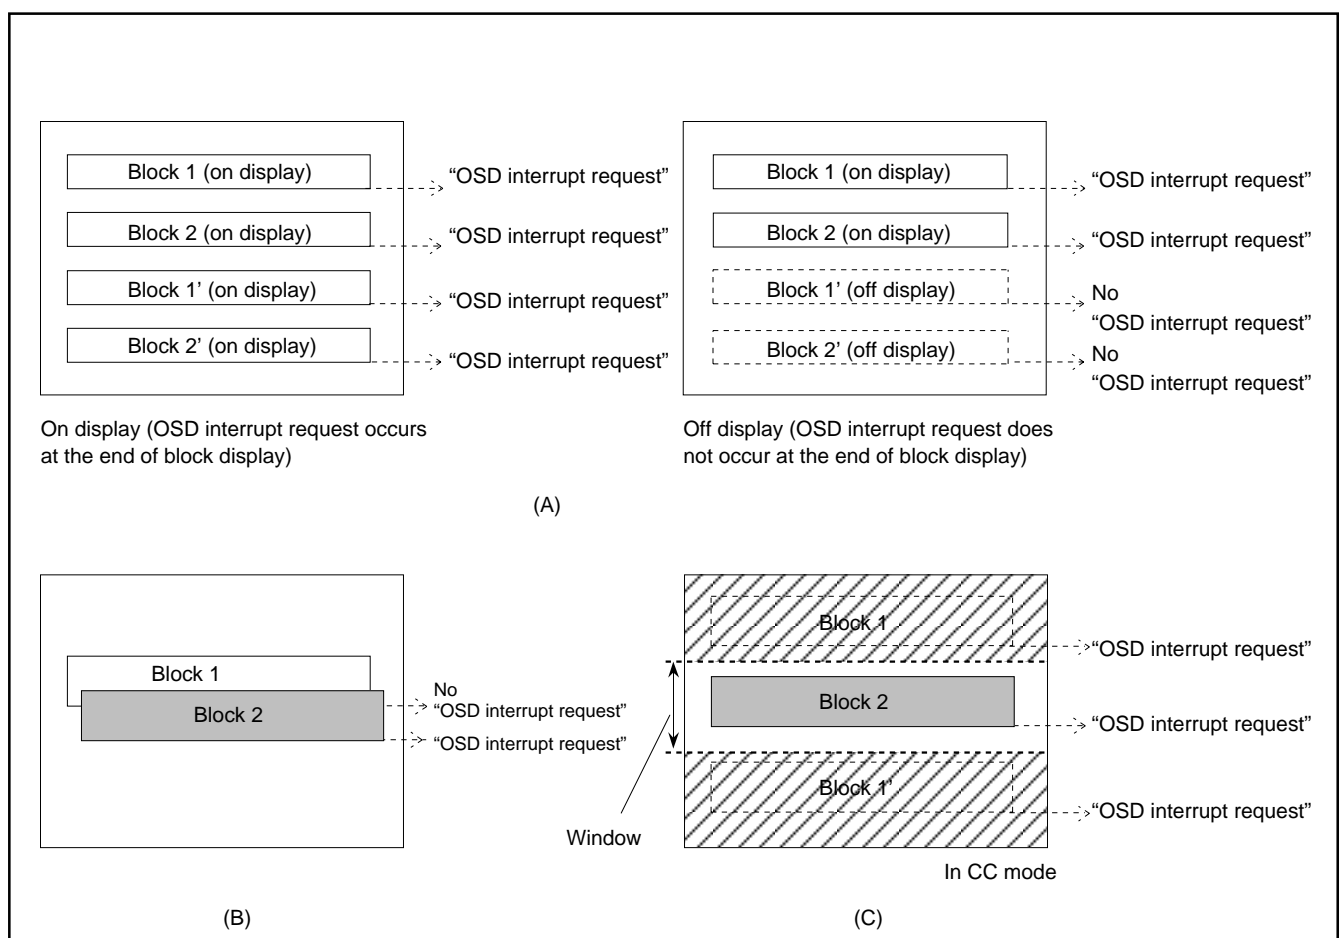 Block 1 (on display)
“OSD interrupt request”
Block 2 (on display)
“OSD interrupt request”
Block 1’ (on display)
“OSD interrupt request”
Block 2’ (on display)
“OSD interrupt request”
On display (OSD interrupt request occurs
at the end of block display)
Block 1 (on display)
“OSD interrupt request”
Block 2 (on display)
“OSD interrupt request”
Block 1’ (off display)
No
“OSD interrupt request”
Block 2’ (off display)
No
“OSD interrupt request”
Off display (OSD interrupt request does
not occur at the end of block display)
(A)
Block 1
Block 2
No
“OSD interrupt request”
“OSD interrupt request”
(B)
Block 1
“OSD interrupt request”
Block 2
“OSD interrupt request”
Block 1’
“OSD interrupt request”
Window
In CC mode
(C)